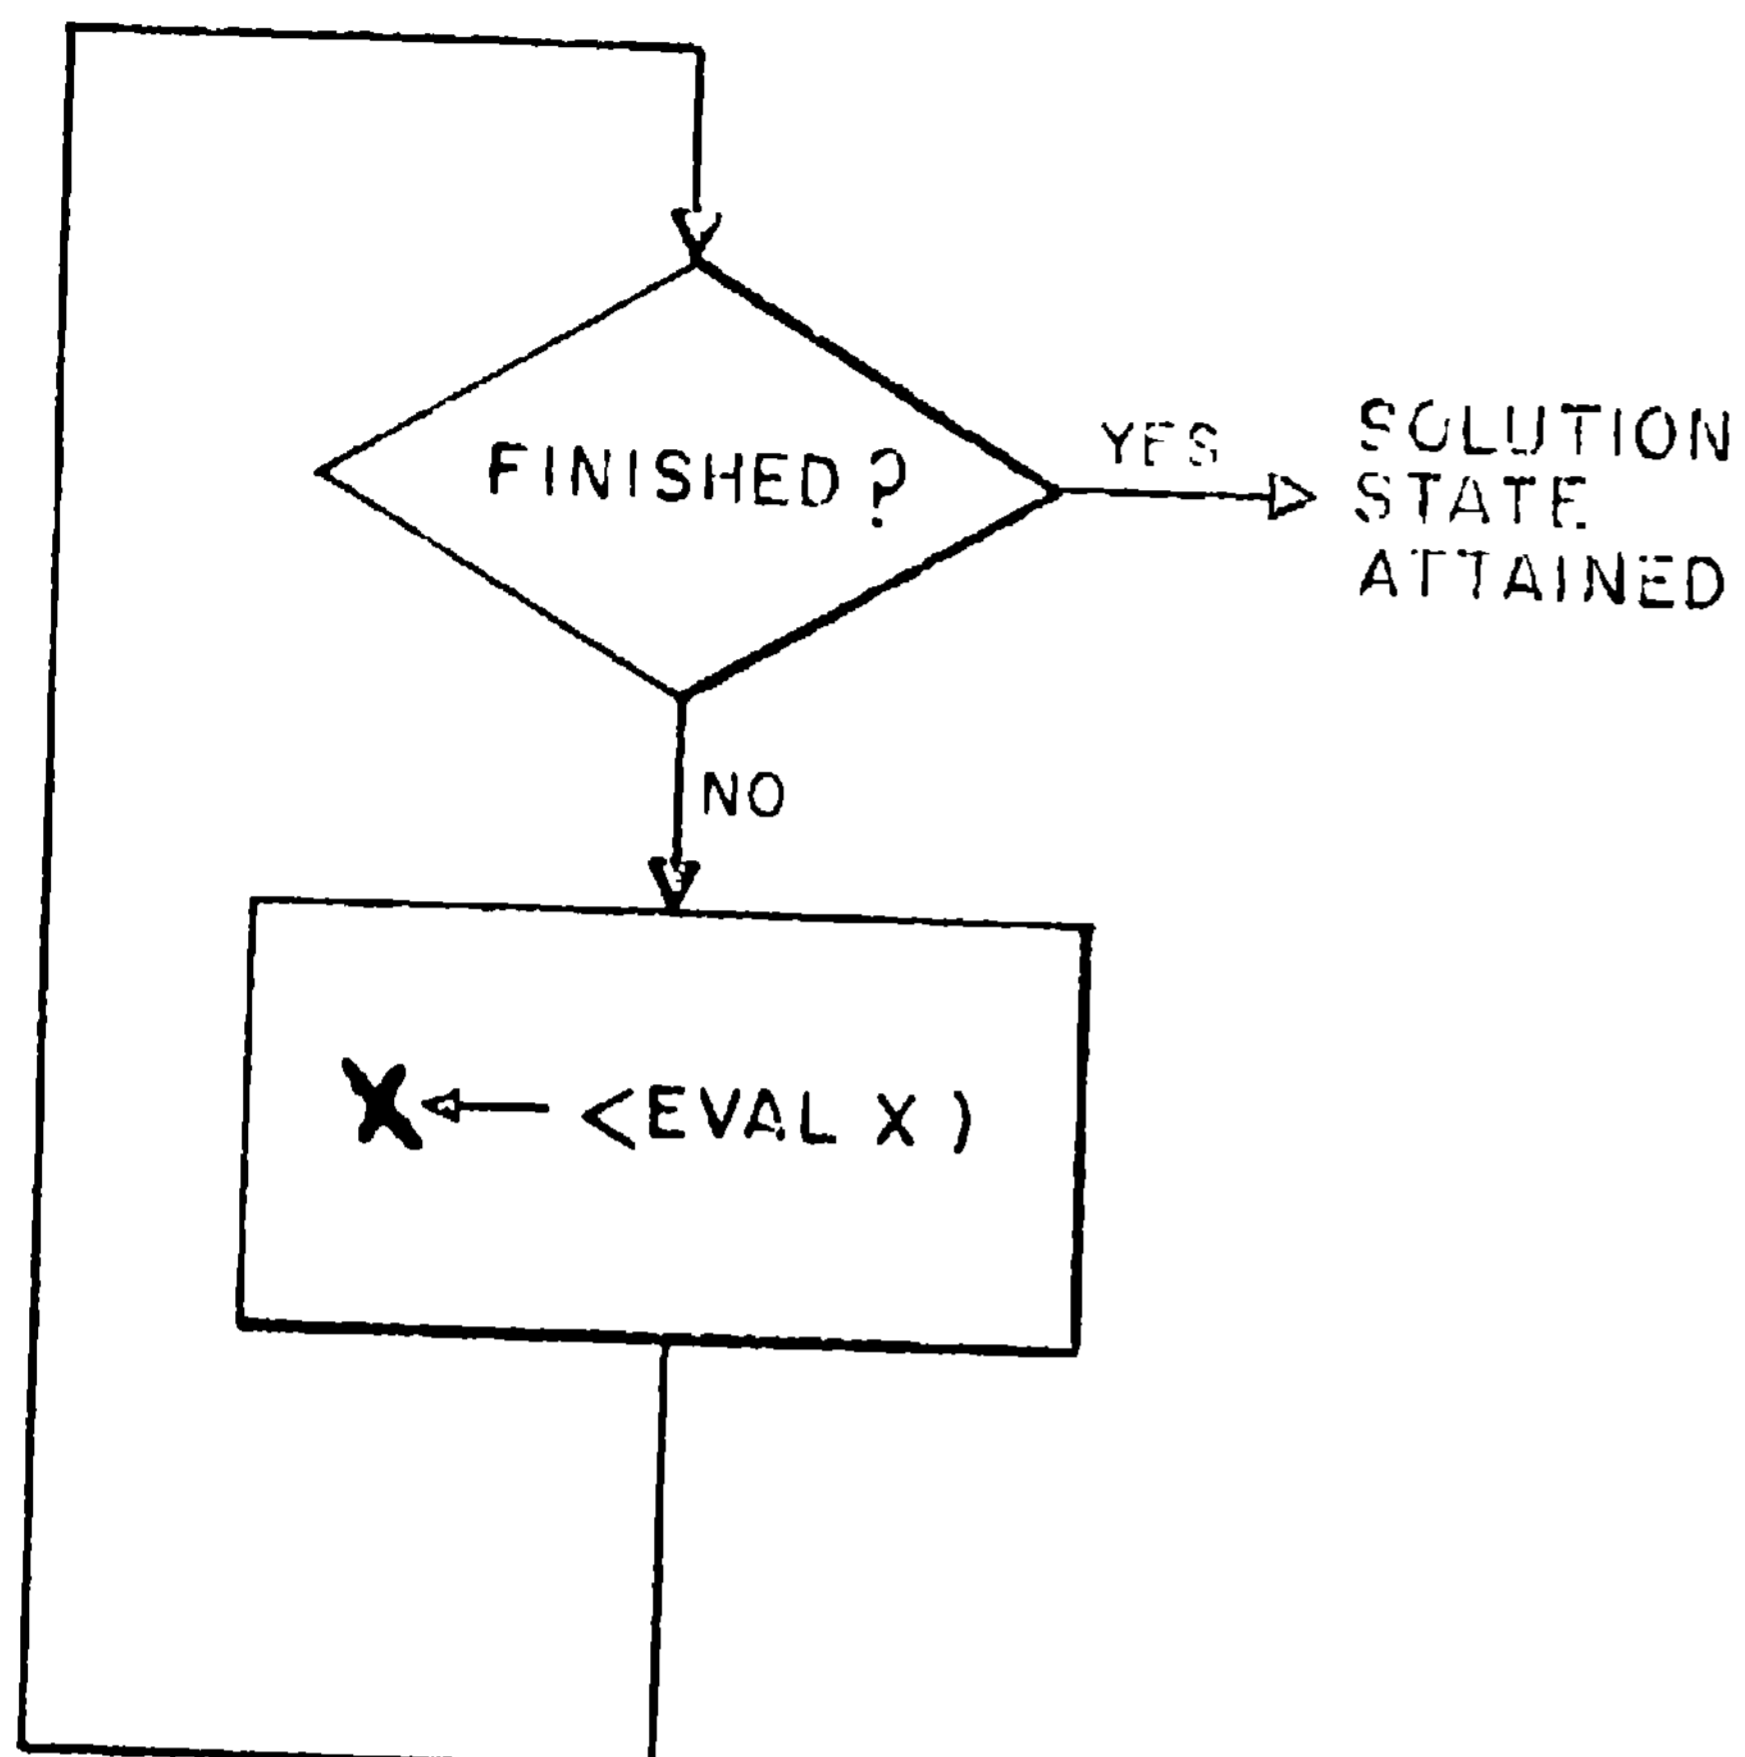 FINISHED?
YES
SOLUTION
STATE
ATTAINED
NO
X ← <EVAL X )